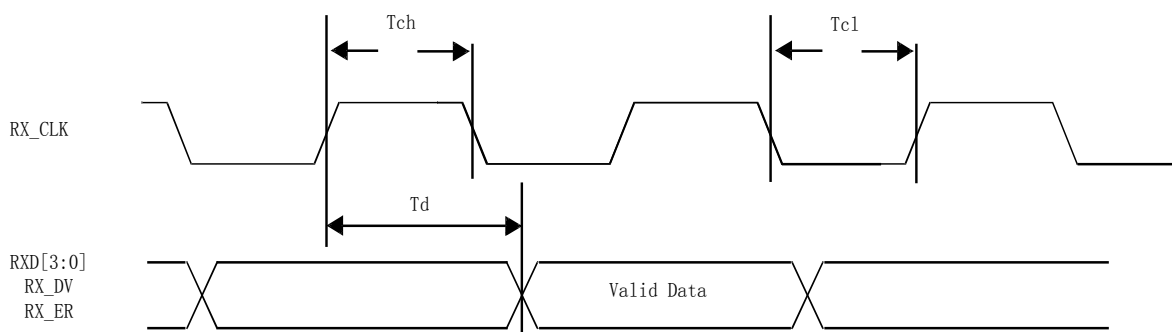 Tch
Tcl
RX_CLK
Td
RXD[3:0]
RX_DV
RX_ER
Valid Data